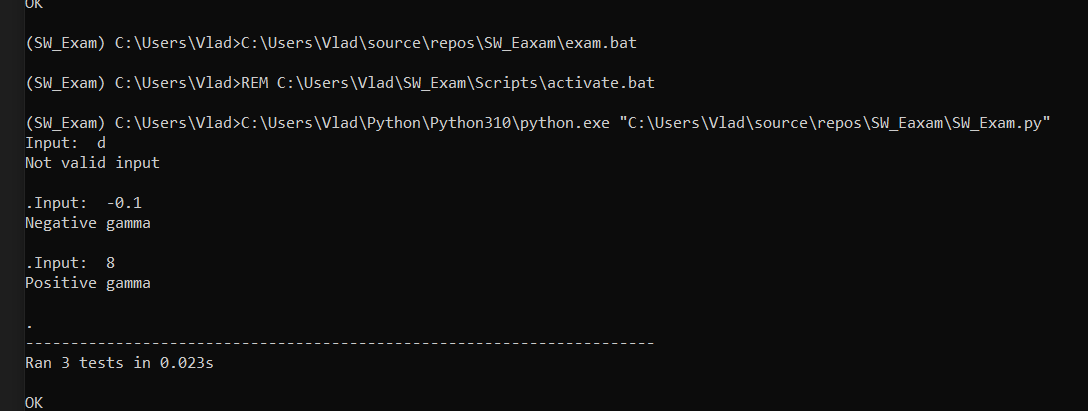 OK
(SW_Exam) C:\Users\Vlad>C:\Users\Vlad\source\repos\SW_Eaxam\exam.bat
(SW_Exam) C:\Users\Vlad>REM C:\Users\Vlad\SW_Exam\Scripts\activate.bat
(SW_Exam) C:\Users\Vlad>C:\Users\Vlad\Python\Python310\python.exe "C:\Users\Vlad\source\repos\SW_Eaxam\SW_Exam.py"
Input:  d
Not valid input
.Input:  -0.1
Negative gamma
.Input:  8
Positive gamma
.
----------------------------------------------------------------------
Ran 3 tests in 0.023s
OK